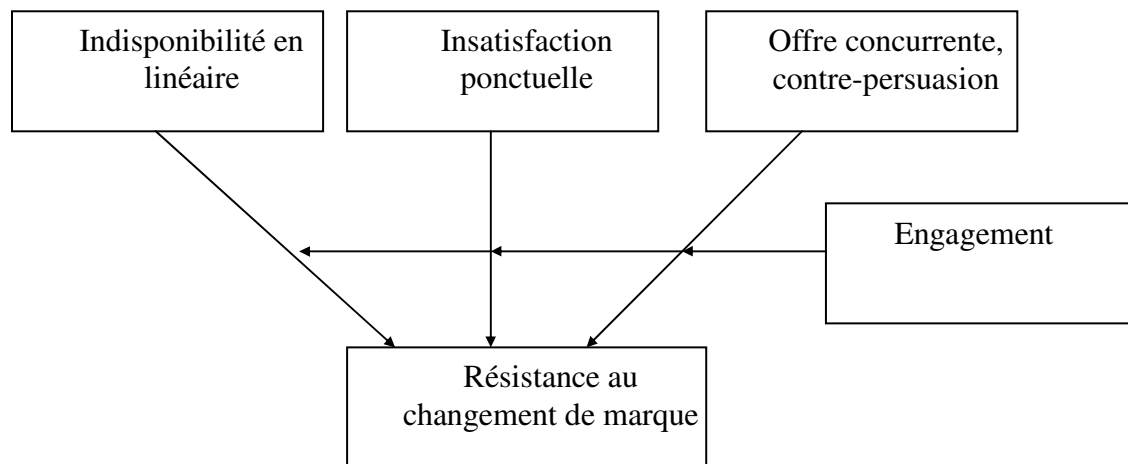 Indisponibilité en
linéaire
Insatisfaction
ponctuelle
Offre concurrente,
contre-persuasion
Engagement
Résistance au
changement de marque